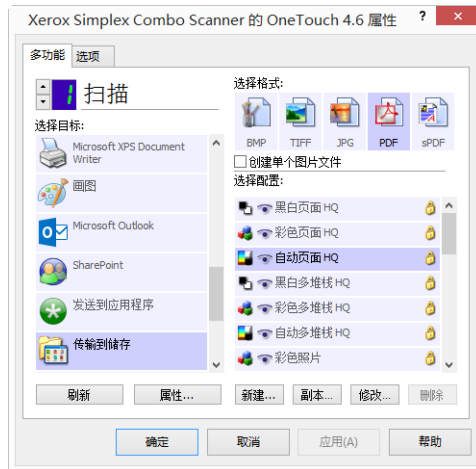 Xerox Simplex Combo Scanner 的 OneTouch 4.6 属性
多功能 选项
1 扫描
选择目标:
Microsoft XPS Document
Writer
画图
Microsoft Outlook
SharePoint
发送到应用程序
传输到储存
刷新 属性...
选择格式:
BMP TIFF JPG PDF sPDF
创建单个图片文件
选择配置:
黑白页面 HQ
彩色页面 HQ
自动页面 HQ
黑白多堆栈 HQ
彩色多堆栈 HQ
自动多堆栈 HQ
彩色照片
新建... 副本... 修改... 删除
确定 取消 应用(A) 帮助